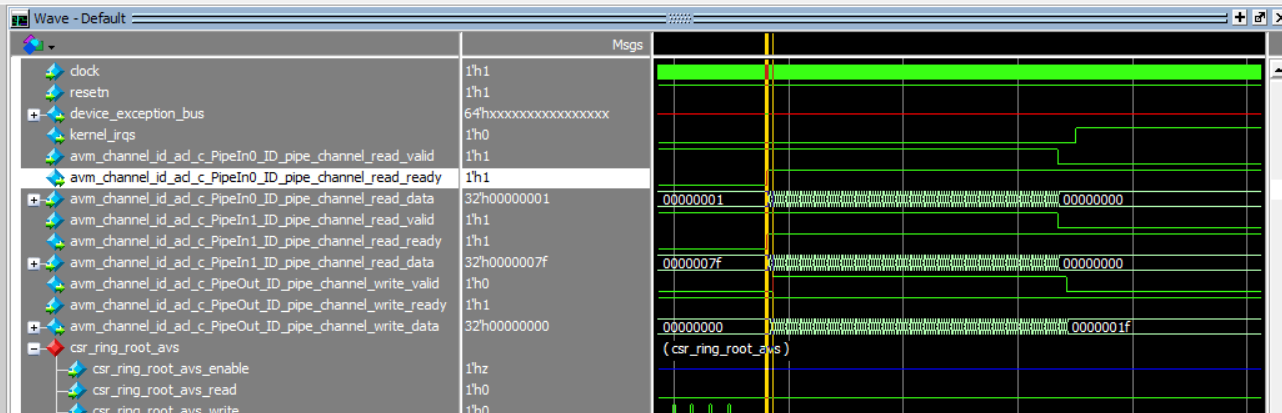 Wave - Default
Msgs
clock 1'h1
resetn 1'h1
device_exception_bus 64'hxxxxxxxxxxxxxxxx
kernel_irqs 1'h0
avm_channel_id_acl_c_PipeIn0_ID_pipe_channel_read_valid 1'h1
avm_channel_id_acl_c_PipeIn0_ID_pipe_channel_read_ready 1'h1
avm_channel_id_acl_c_PipeIn0_ID_pipe_channel_read_data 32'h00000001 00000001 00000000
avm_channel_id_acl_c_PipeIn1_ID_pipe_channel_read_valid 1'h1
avm_channel_id_acl_c_PipeIn1_ID_pipe_channel_read_ready 1'h1
avm_channel_id_acl_c_PipeIn1_ID_pipe_channel_read_data 32'h0000007f 0000007f 00000000
avm_channel_id_acl_c_PipeOut_ID_pipe_channel_write_valid 1'h0
avm_channel_id_acl_c_PipeOut_ID_pipe_channel_write_ready 1'h1
avm_channel_id_acl_c_PipeOut_ID_pipe_channel_write_data 32'h00000000 00000000 0000001f
csr_ring_root_avs ( csr_ring_root_avs )
csr_ring_root_avs_enable 1'hz
csr_ring_root_avs_read 1'h0
csr_ring_root_avs_write 1'h0